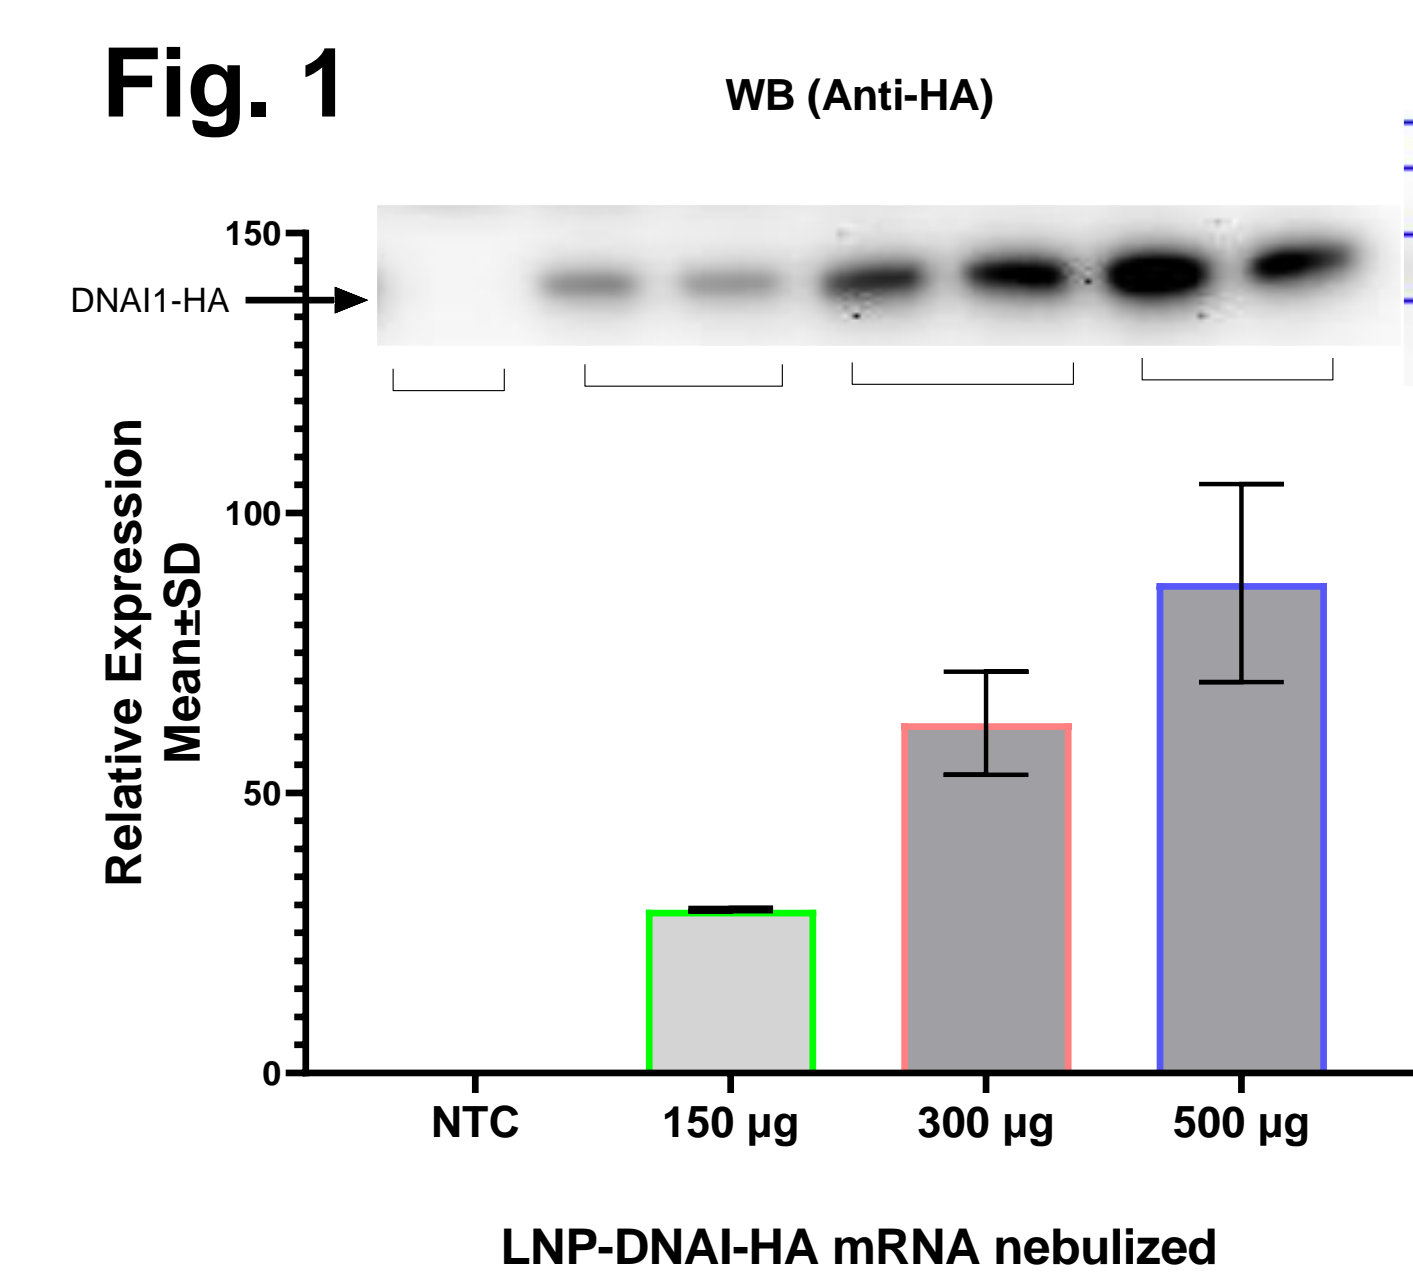 Fig. 1
WB (Anti-HA)
150
DNAI1-HA
100
50
0
Relative Expression
Mean±SD
NTC
150 µg
300 µg
500 µg
LNP-DNAI-HA mRNA nebulized